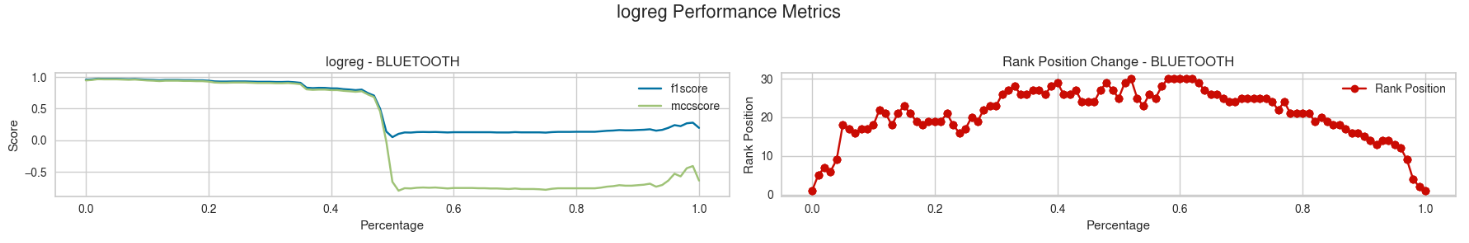 logreg Performance Metrics
logreg - BLUETOOTH
1.0
0.5
0.0
−0.5
Score
f1score
mccscore
0.0 0.2 0.4 0.6 0.8 1.0
Percentage
Rank Position Change - BLUETOOTH
30
20
10
0
Rank Position
Rank Position
0.0 0.2 0.4 0.6 0.8 1.0
Percentage